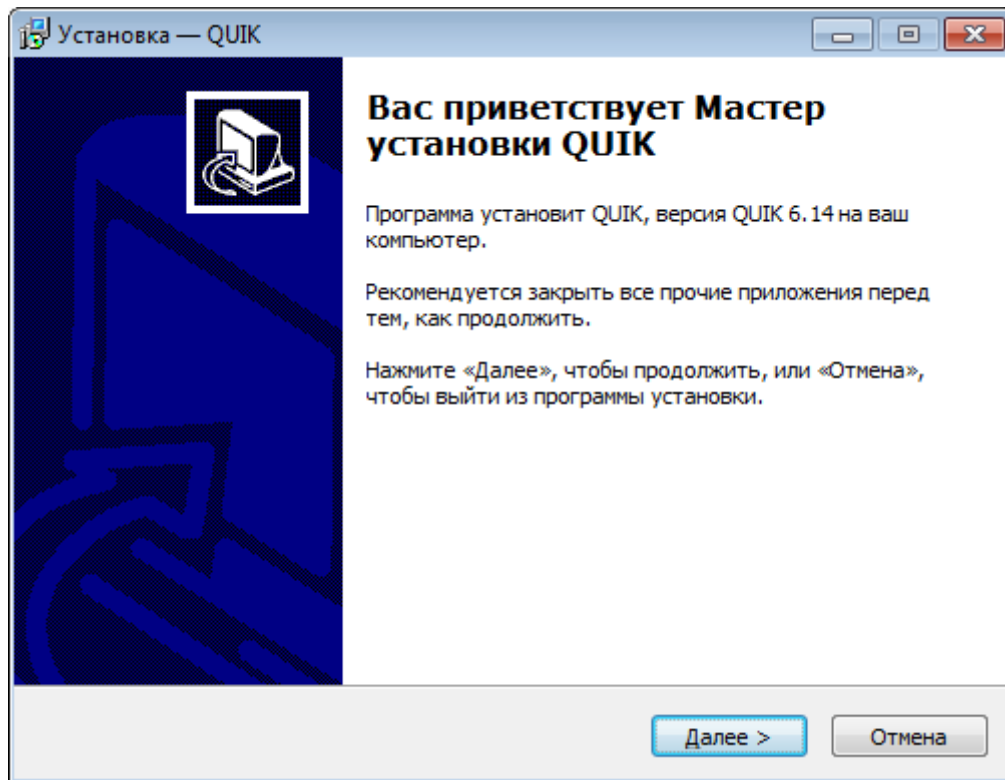 Установка — QUIK
Вас приветствует Мастер
установки QUIK
Программа установит QUIK, версия QUIK 6.14 на ваш
компьютер.
Рекомендуется закрыть все прочие приложения перед
тем, как продолжить.
Нажмите «Далее», чтобы продолжить, или «Отмена»,
чтобы выйти из программы установки.
Далее >
Отмена